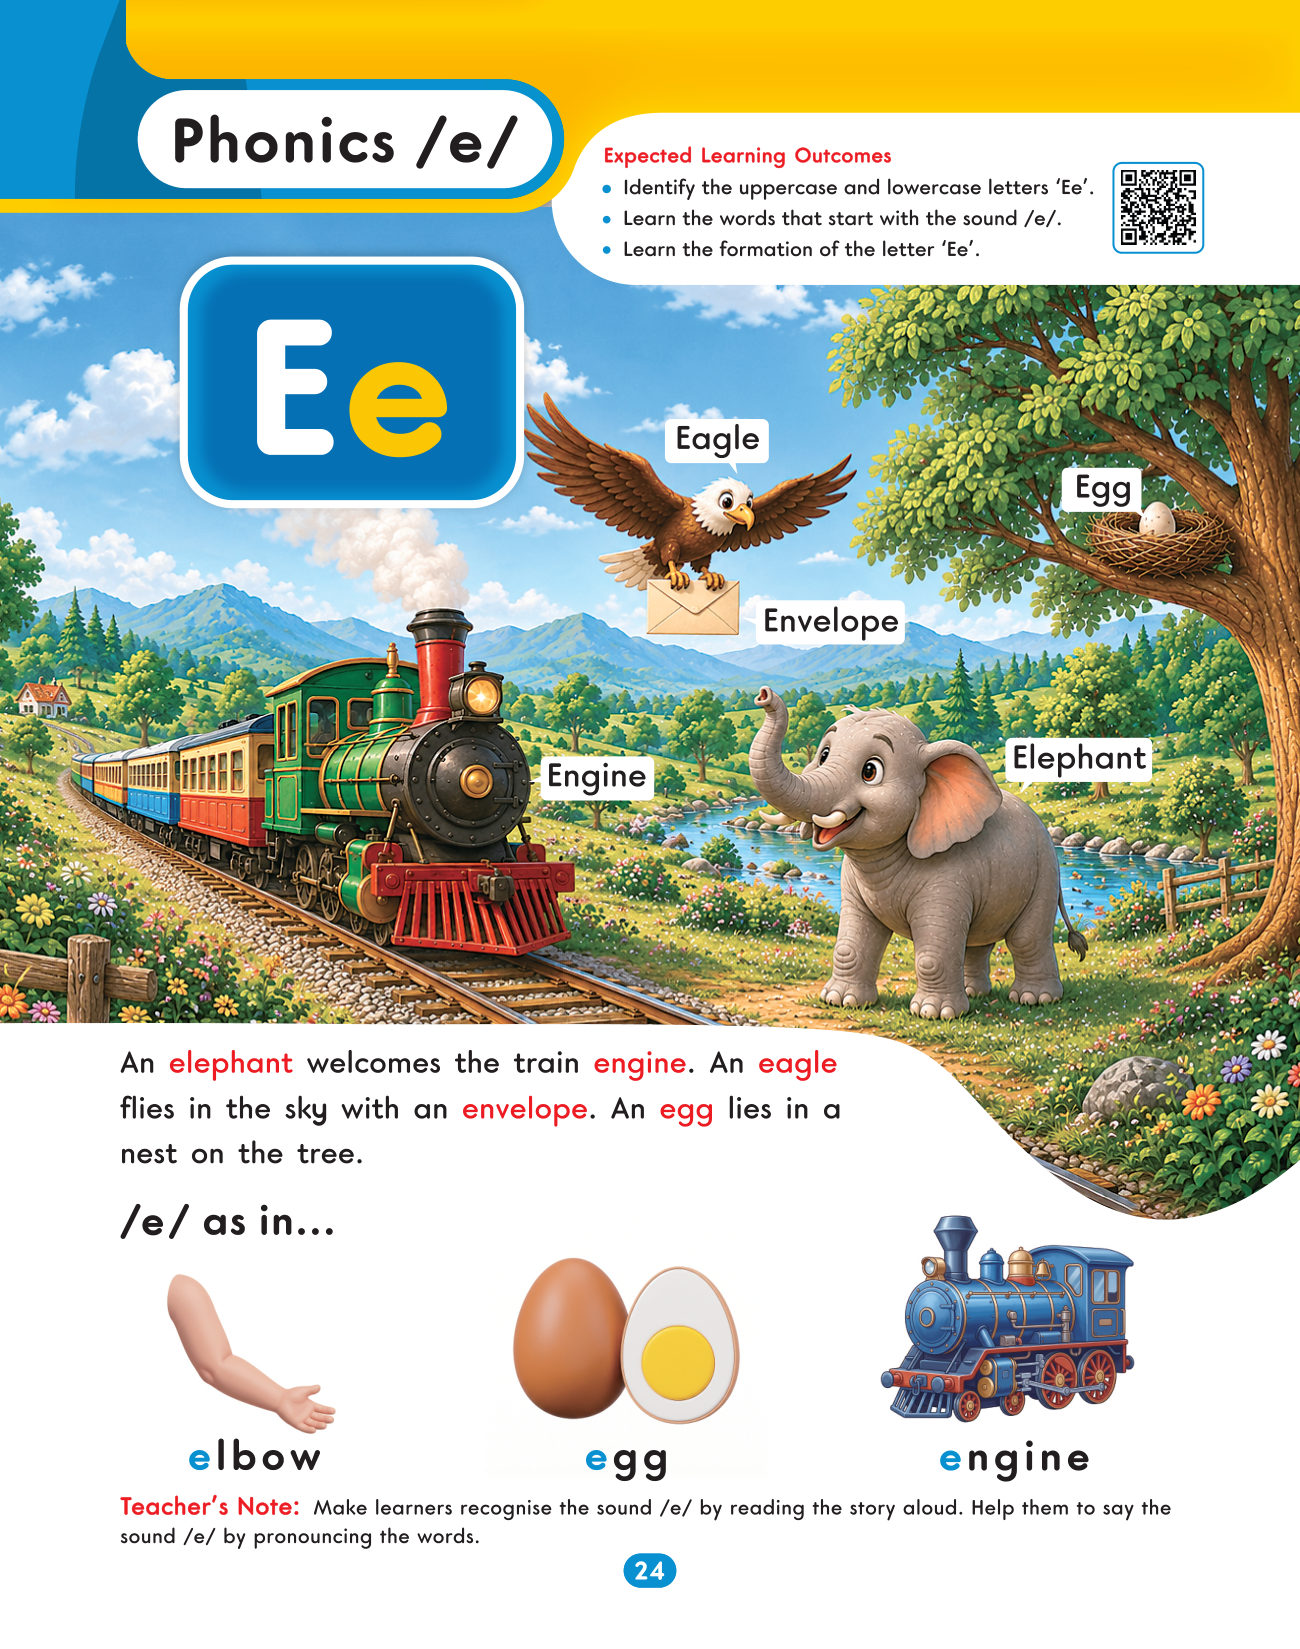 Phonics /e/
Expected Learning Outcomes
• Identify the uppercase and lowercase letters ‘Ee’.
• Learn the words that start with the sound /e/.
• Learn the formation of the letter ‘Ee’.
Ee
Eagle
Egg
Envelope
Elephant
Engine
An elephant welcomes the train engine. An eagle
flies in the sky with an envelope. An egg lies in a
nest on the tree.
/e/ as in...
elbow
egg
engine
Teacher’s Note: Make learners recognise the sound /e/ by reading the story aloud. Help them to say the
sound /e/ by pronouncing the words.
24